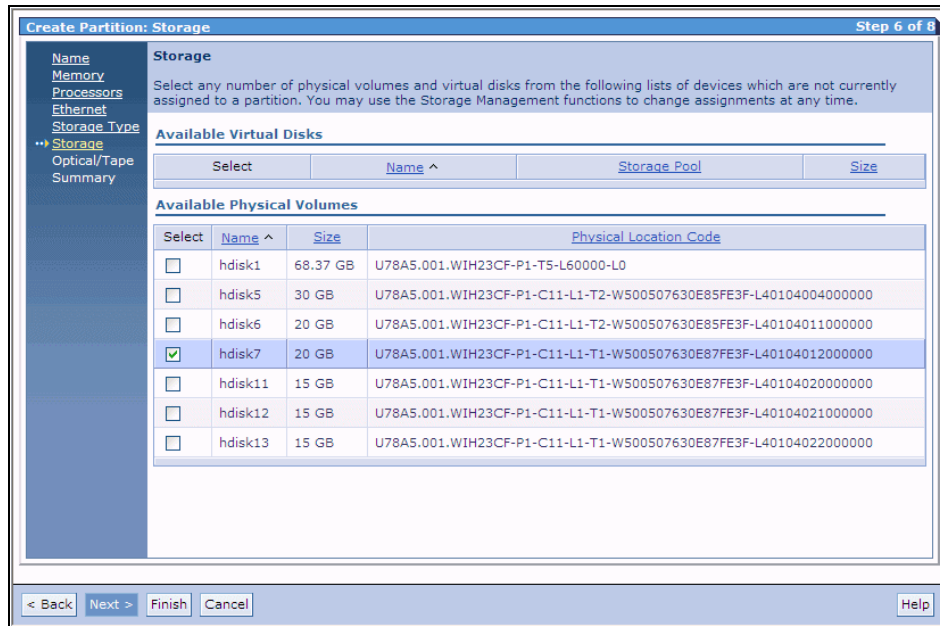 Create Partition: Storage Step 6 of 8
Name
Memory
Processors
Ethernet
Storage Type
Storage
Optical/Tape
Summary
Storage
Select any number of physical volumes and virtual disks from the following lists of devices which are not currently
assigned to a partition. You may use the Storage Management functions to change assignments at any time.
Available Virtual Disks
Select Name ^ Storage Pool Size
Available Physical Volumes
Select Name ^ Size Physical Location Code
hdisk1 68.37 GB U78A5.001.WIH23CF-P1-T5-L60000-L0
hdisk5 30 GB U78A5.001.WIH23CF-P1-C11-L1-T2-W500507630E85FE3F-L40104004000000
hdisk6 20 GB U78A5.001.WIH23CF-P1-C11-L1-T2-W500507630E85FE3F-L40104011000000
hdisk7 20 GB U78A5.001.WIH23CF-P1-C11-L1-T1-W500507630E87FE3F-L40104012000000
hdisk11 15 GB U78A5.001.WIH23CF-P1-C11-L1-T1-W500507630E87FE3F-L40104020000000
hdisk12 15 GB U78A5.001.WIH23CF-P1-C11-L1-T1-W500507630E87FE3F-L40104021000000
hdisk13 15 GB U78A5.001.WIH23CF-P1-C11-L1-T1-W500507630E87FE3F-L40104022000000
< Back Next > Finish Cancel Help